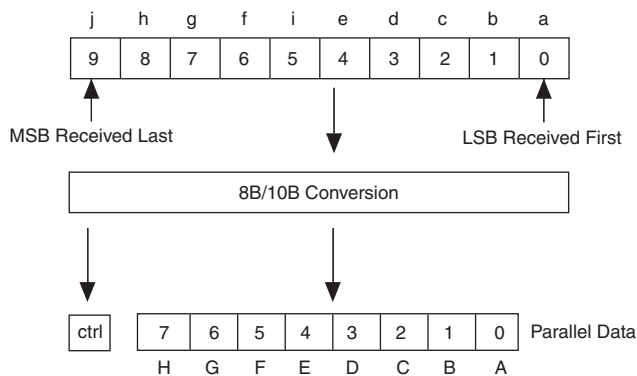 j h g f i e d c b a
9 8 7 6 5 4 3 2 1 0
MSB Received Last LSB Received First
8B/10B Conversion
ctrl 7 6 5 4 3 2 1 0 Parallel Data
H G F E D C B A